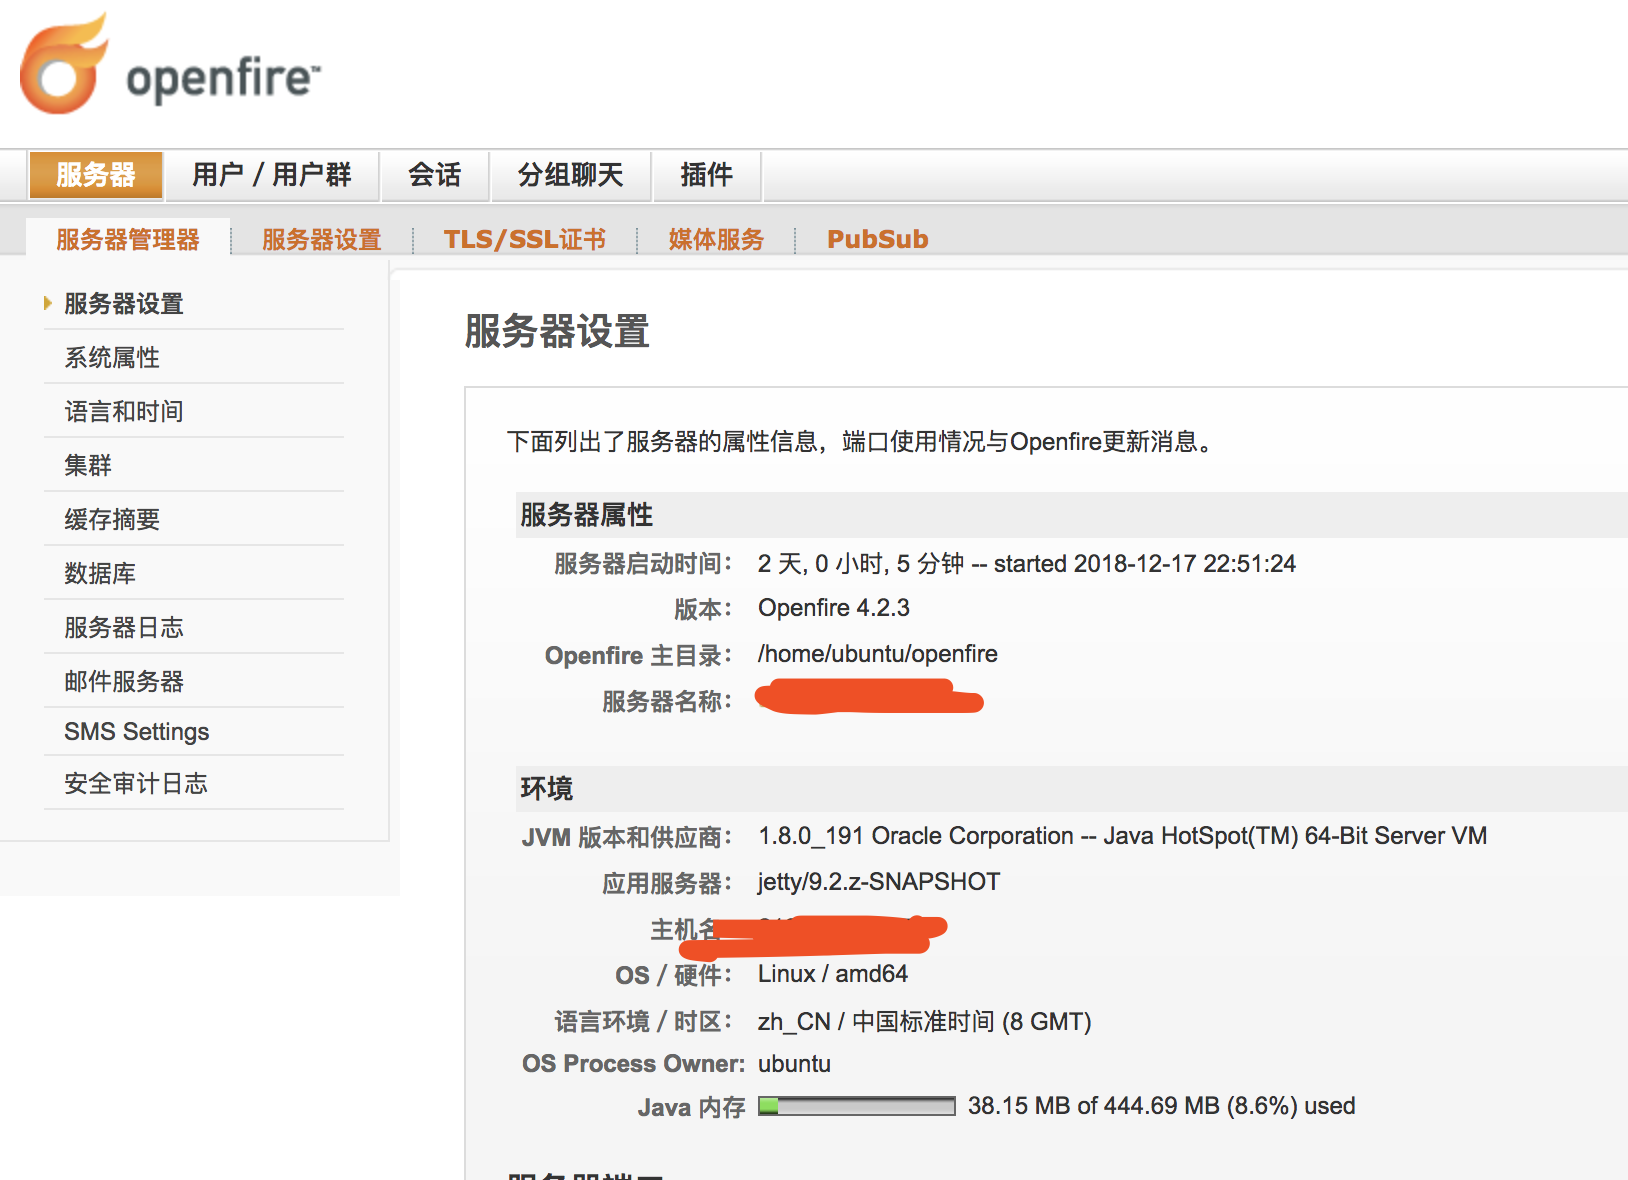 openfire™
服务器 用户 / 用户群 会话 分组聊天 插件
服务器管理器 服务器设置 TLS/SSL证书 媒体服务 PubSub
服务器设置
系统属性
语言和时间
集群
缓存摘要
数据库
服务器日志
邮件服务器
SMS Settings
安全审计日志
服务器设置
下面列出了服务器的属性信息，端口使用情况与Openfire更新消息。
服务器属性
服务器启动时间： 2 天, 0 小时, 5 分钟 -- started 2018-12-17 22:51:24
版本： Openfire 4.2.3
Openfire 主目录： /home/ubuntu/openfire
服务器名称：
环境
JVM 版本和供应商： 1.8.0_191 Oracle Corporation -- Java HotSpot(TM) 64-Bit Server VM
应用服务器： jetty/9.2.z-SNAPSHOT
主机名
OS / 硬件： Linux / amd64
语言环境 / 时区： zh_CN / 中国标准时间 (8 GMT)
OS Process Owner: ubuntu
Java 内存 38.15 MB of 444.69 MB (8.6%) used
服务器端口